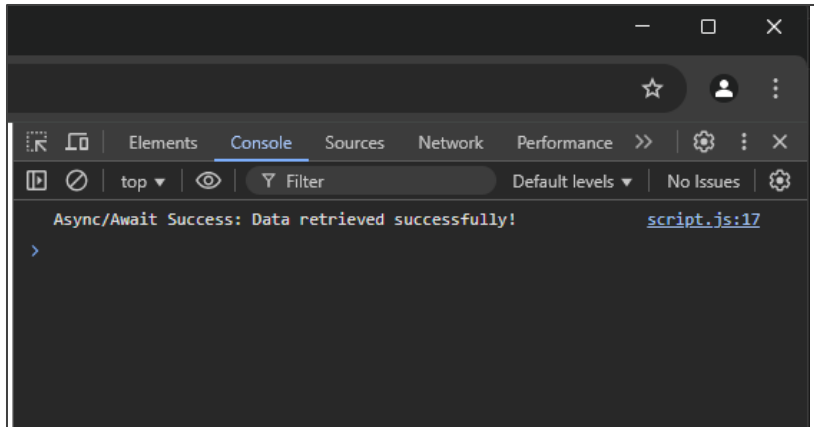 Elements Console Sources Network Performance
top Filter Default levels No Issues
Async/Await Success: Data retrieved successfully! script.js:17